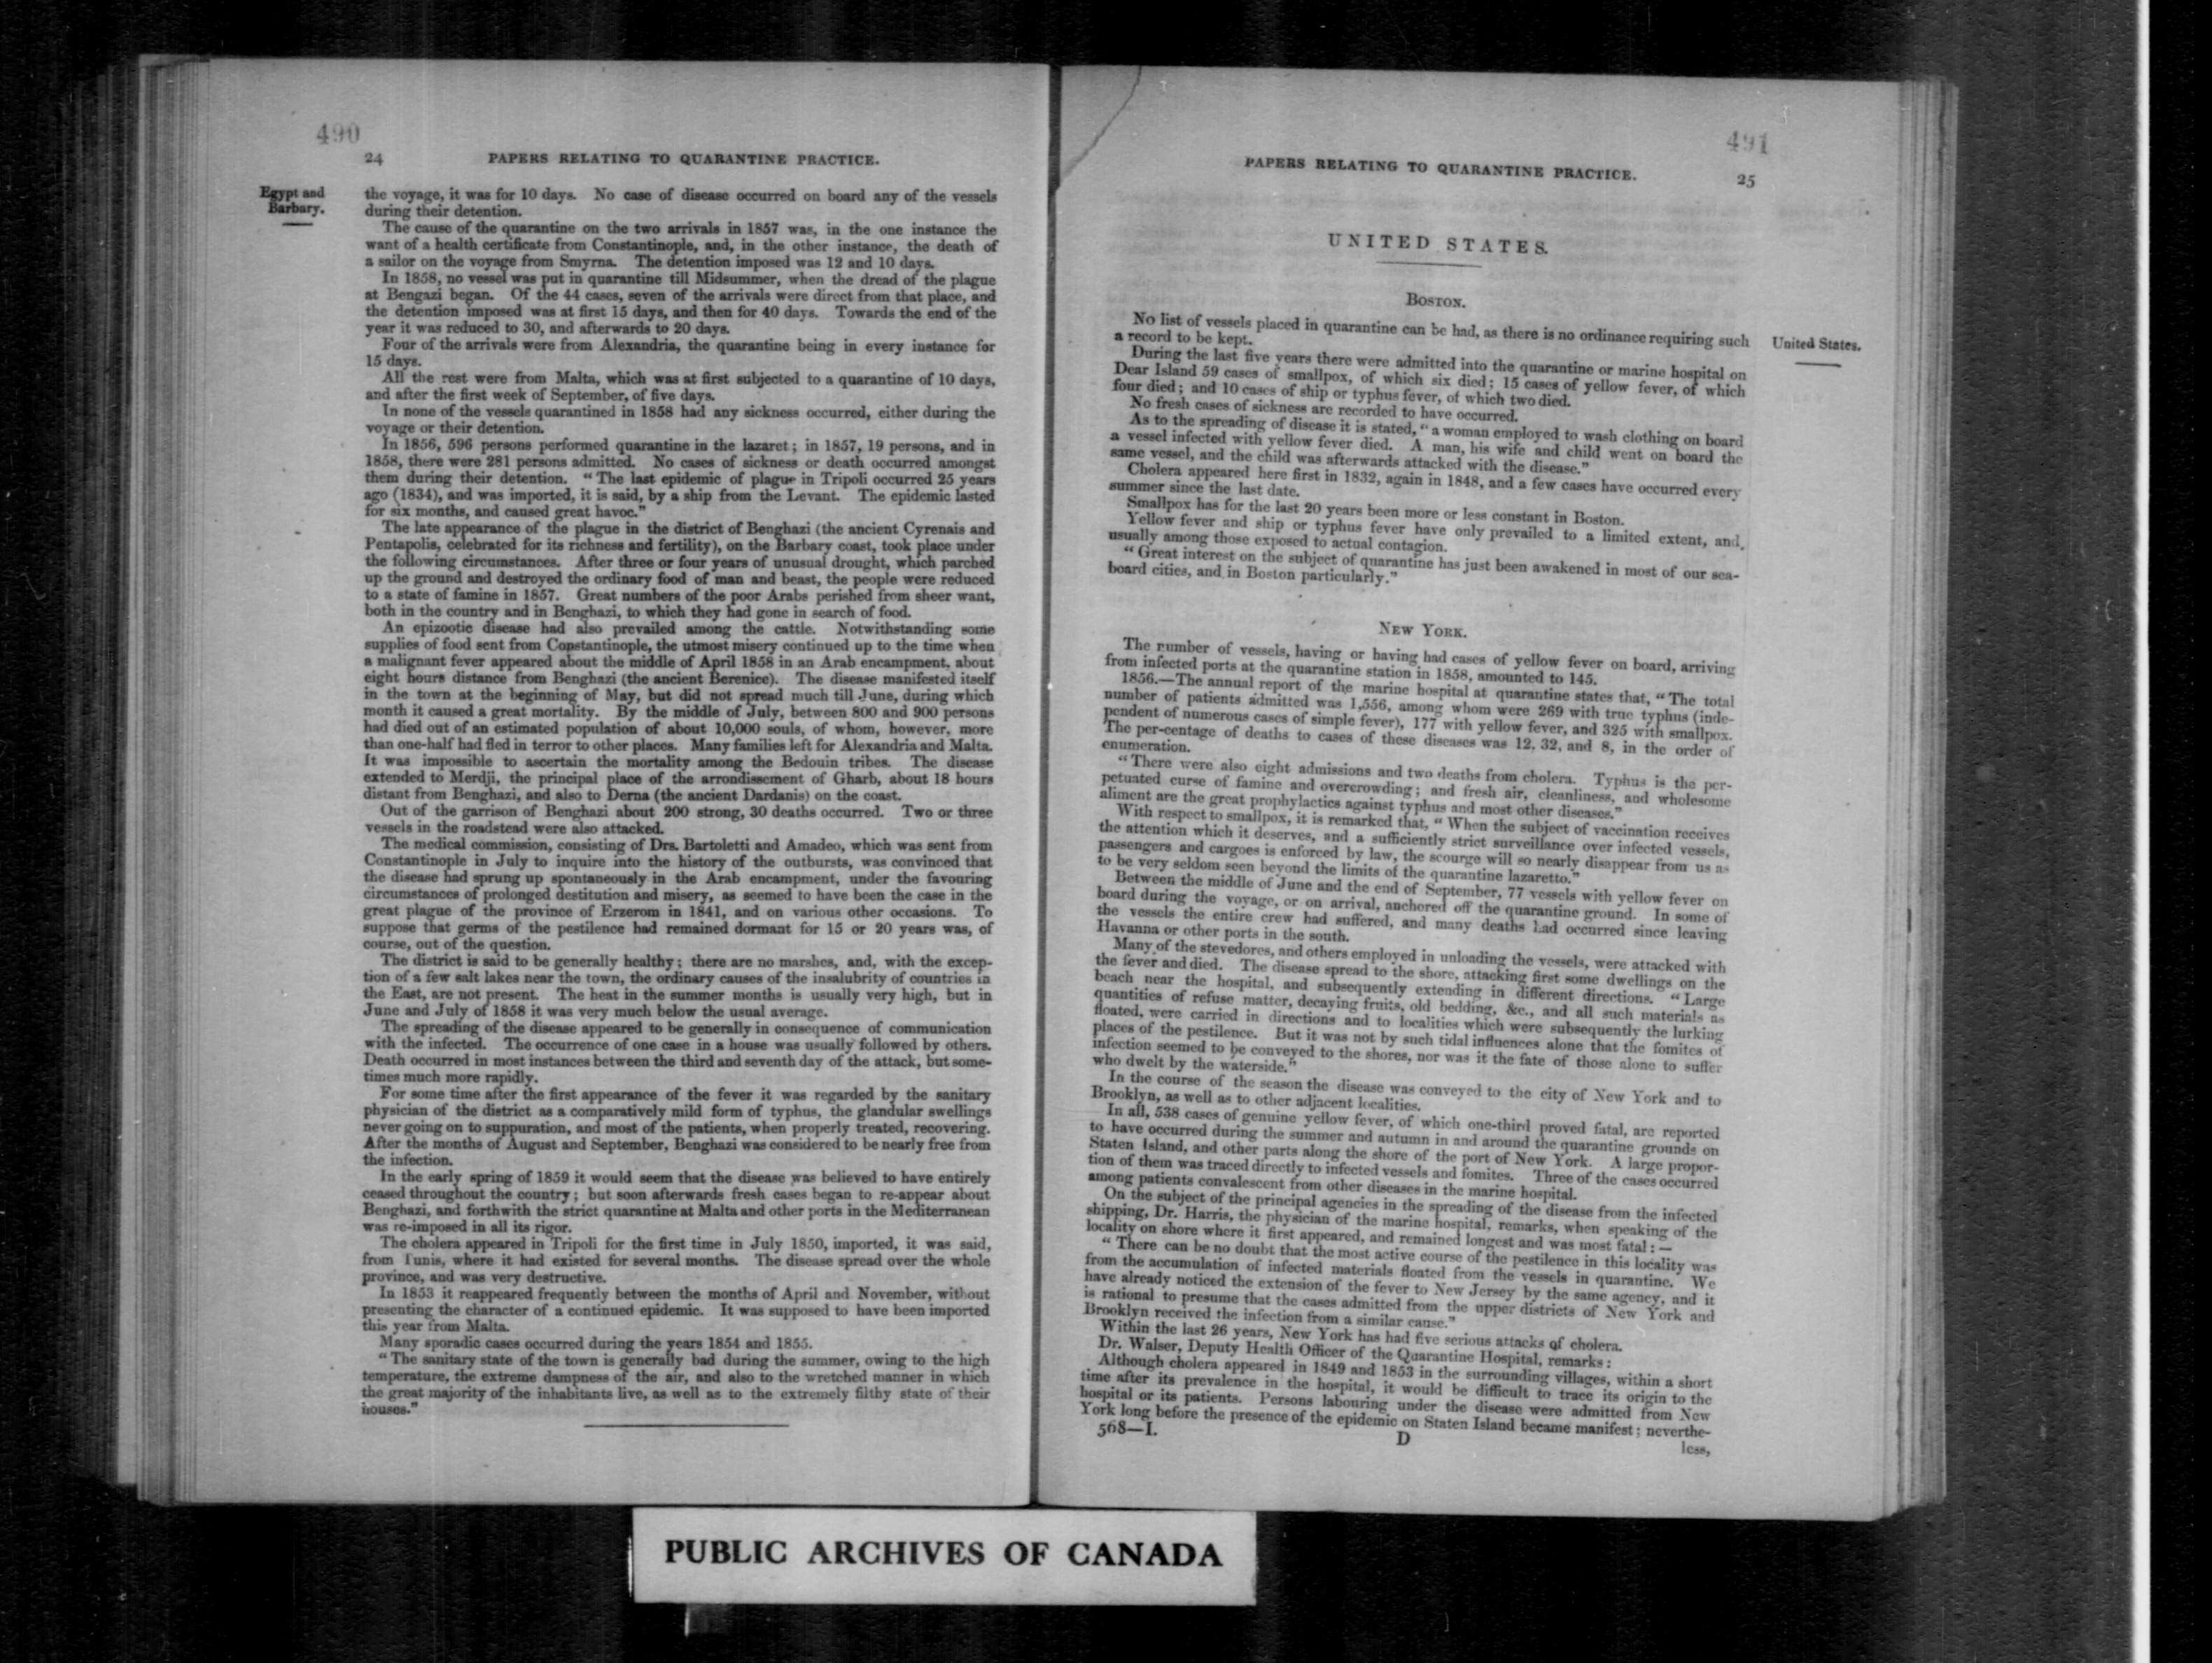 490
24 PAPERS RELATING TO QUARANTINE PRACTICE.
Egypt and
Barbary.
the voyage, it was for 10 days. No case of disease occurred on board any of the vessels
during their detention.
The cause of the quarantine on the two arrivals in 1857 was, in the one instance the
want of a health certificate from Constantinople, and, in the other instance, the death of
a sailor on the voyage from Smyrna. The detention imposed was 12 and 10 days.
In 1858, no vessel was put in quarantine till Midsummer, when the dread of the plague
at Bengazi began. Of the 44 cases, seven of the arrivals were direct from that place, and
the detention imposed was at first 15 days, and then for 40 days. Towards the end of the
year it was reduced to 30, and afterwards to 20 days.
Four of the arrivals were from Alexandria, the quarantine being in every instance for
15 days.
All the rest were from Malta, which was at first subjected to a quarantine of 10 days,
and after the first week of September, of five days.
In none of the vessels quarantined in 1858 had any sickness occurred, either during the
voyage or their detention.
In 1856, 596 persons performed quarantine in the lazaret; in 1857, 19 persons, and in
1858, there were 281 persons admitted. No cases of sickness or death occurred amongst
them during their detention. "The last epidemic of plague in Tripoli occurred 25 years
ago (1834), and was imported, it is said, by a ship from the Levant. The epidemic lasted
for six months, and caused great havoc."
The late appearance of the plague in the district of Benghazi (the ancient Cyrenais and
Pentapolis, celebrated for its richness and fertility), on the Barbary coast, took place under
the following circumstances. After three or four years of unusual drought, which parched
up the ground and destroyed the ordinary food of man and beast, the people were reduced
to a state of famine in 1857. Great numbers of the poor Arabs perished from sheer want,
both in the country and in Benghazi, to which they had gone in search of food.
An epizootic disease had also prevailed among the cattle. Notwithstanding some
supplies of food sent from Constantinople, the utmost misery continued up to the time when
a malignant fever appeared about the middle of April 1858 in an Arab encampment, about
eight hours distance from Benghazi (the ancient Berenice). The disease manifested itself
in the town at the beginning of May, but did not spread much till June, during which
month it caused a great mortality. By the middle of July, between 800 and 900 persons
had died out of an estimated population of about 10,000 souls, of whom, however, more
than one-half had fled in terror to other places. Many families left for Alexandria and Malta.
It was impossible to ascertain the mortality among the Bedouin tribes. The disease
extended to Merdji, the principal place of the arrondissement of Gharb, about 18 hours
distant from Benghazi, and also to Derna (the ancient Dardanis) on the coast.
Out of the garrison of Benghazi about 200 strong, 30 deaths occurred. Two or three
vessels in the roadstead were also attacked.
The medical commission, consisting of Drs. Bartoletti and Amadeo, which was sent from
Constantinople in July to inquire into the history of the outbursts, was convinced that
the disease had sprung up spontaneously in the Arab encampment, under the favouring
circumstances of prolonged destitution and misery, as seemed to have been the case in the
great plague of the province of Erzerom in 1841, and on various other occasions. To
suppose that germs of the pestilence had remained dormant for 15 or 20 years was, of
course, out of the question.
The district is said to be generally healthy; there are no marshes, and, with the excep-
tion of a few salt lakes near the town, the ordinary causes of the insalubrity of countries in
the East, are not present. The heat in the summer months is usually very high, but in
June and July of 1858 it was very much below the usual average.
The spreading of the disease appeared to be generally in consequence of communication
with the infected. The occurrence of one case in a house was usually followed by others.
Death occurred in most instances between the third and seventh day of the attack, but some-
times much more rapidly.
For some time after the first appearance of the fever it was regarded by the sanitary
physician of the district as a comparatively mild form of typhus, the glandular swellings
never going on to suppuration, and most of the patients, when properly treated, recovering.
After the months of August and September, Benghazi was considered to be nearly free from
the infection.
In the early spring of 1859 it would seem that the disease was believed to have entirely
ceased throughout the country; but soon afterwards fresh cases began to re-appear about
Benghazi, and forthwith the strict quarantine at Malta and other ports in the Mediterranean
was re-imposed in all its rigor.
The cholera appeared in Tripoli for the first time in July 1850, imported, it was said,
from Tunis, where it had existed for several months. The disease spread over the whole
province, and was very destructive.
In 1853 it reappeared frequently between the months of April and November, without
presenting the character of a continued epidemic. It was supposed to have been imported
this year from Malta.
Many sporadic cases occurred during the years 1854 and 1855.
"The sanitary state of the town is generally bad during the summer, owing to the high
temperature, the extreme dampness of the air, and also to the wretched manner in which
the great majority of the inhabitants live, as well as to the extremely filthy state of their
houses."
491
PAPERS RELATING TO QUARANTINE PRACTICE. 25
UNITED STATES.
BOSTON.
United States.
No list of vessels placed in quarantine can be had, as there is no ordinance requiring such
a record to be kept.
During the last five years there were admitted into the quarantine or marine hospital on
Dear Island 59 cases of smallpox, of which six died; 15 cases of yellow fever, of which
four died; and 10 cases of ship or typhus fever, of which two died.
No fresh cases of sickness are recorded to have occurred.
As to the spreading of disease it is stated, "a woman employed to wash clothing on board
a vessel infected with yellow fever died. A man, his wife and child went on board the
same vessel, and the child was afterwards attacked with the disease."
Cholera appeared here first in 1832, again in 1848, and a few cases have occurred every
summer since the last date.
Smallpox has for the last 20 years been more or less constant in Boston.
Yellow fever and ship or typhus fever have only prevailed to a limited extent, and,
usually among those exposed to actual contagion.
"Great interest on the subject of quarantine has just been awakened in most of our sea-
board cities, and in Boston particularly."
NEW YORK.
The number of vessels, having or having had cases of yellow fever on board, arriving
from infected ports at the quarantine station in 1858, amounted to 145.
1856.—The annual report of the marine hospital at quarantine states that, "The total
number of patients admitted was 1,556, among whom were 269 with true typhus (inde-
pendent of numerous cases of simple fever), 177 with yellow fever, and 325 with smallpox.
The per-centage of deaths to cases of these diseases was 12, 32, and 8, in the order of
enumeration.
"There were also eight admissions and two deaths from cholera. Typhus is the per-
petuated curse of famine and overcrowding; and fresh air, cleanliness, and wholesome
aliment are the great prophylactics against typhus and most other diseases."
With respect to smallpox, it is remarked that, "When the subject of vaccination receives
the attention which it deserves, and a sufficiently strict surveillance over infected vessels,
passengers and cargoes is enforced by law, the scourge will so nearly disappear from us as
to be very seldom seen beyond the limits of the quarantine lazaretto."
Between the middle of June and the end of September, 77 vessels with yellow fever on
board during the voyage, or on arrival, anchored off the quarantine ground. In some of
the vessels the entire crew had suffered, and many deaths had occurred since leaving
Havanna or other ports in the south.
Many of the stevedores, and others employed in unloading the vessels, were attacked with
the fever and died. The disease spread to the shore, attacking first some dwellings on the
beach near the hospital, and subsequently extending in different directions. "Large
quantities of refuse matter, decaying fruits, old bedding, &c., and all such materials as
floated, were carried in directions and to localities which were subsequently the lurking
places of the pestilence. But it was not by such tidal influences alone that the fomites of
infection seemed to be conveyed to the shores, nor was it the fate of those alone to suffer
who dwelt by the waterside."
In the course of the season the disease was conveyed to the city of New York and to
Brooklyn, as well as to other adjacent localities.
In all, 538 cases of genuine yellow fever, of which one-third proved fatal, are reported
to have occurred during the summer and autumn in and around the quarantine grounds on
Staten Island, and other parts along the shore of the port of New York. A large propor-
tion of them was traced directly to infected vessels and fomites. Three of the cases occurred
among patients convalescent from other diseases in the marine hospital.
On the subject of the principal agencies in the spreading of the disease from the infected
shipping, Dr. Harris, the physician of the marine hospital, remarks, when speaking of the
locality on shore where it first appeared, and remained longest and was most fatal:—
"There can be no doubt that the most active course of the pestilence in this locality was
from the accumulation of infected materials floated from the vessels in quarantine. We
have already noticed the extension of the fever to New Jersey by the same agency, and it
is rational to presume that the cases admitted from the upper districts of New York and
Brooklyn received the infection from a similar cause."
Within the last 26 years, New York has had five serious attacks of cholera.
Dr. Walser, Deputy Health Officer of the Quarantine Hospital, remarks:
Although cholera appeared in 1849 and 1853 in the surrounding villages, within a short
time after its prevalence in the hospital, it would be difficult to trace its origin to the
hospital or its patients. Persons labouring under the disease were admitted from New
York long before the presence of the epidemic on Staten Island became manifest; neverthe-
568—I. D less,
PUBLIC ARCHIVES OF CANADA